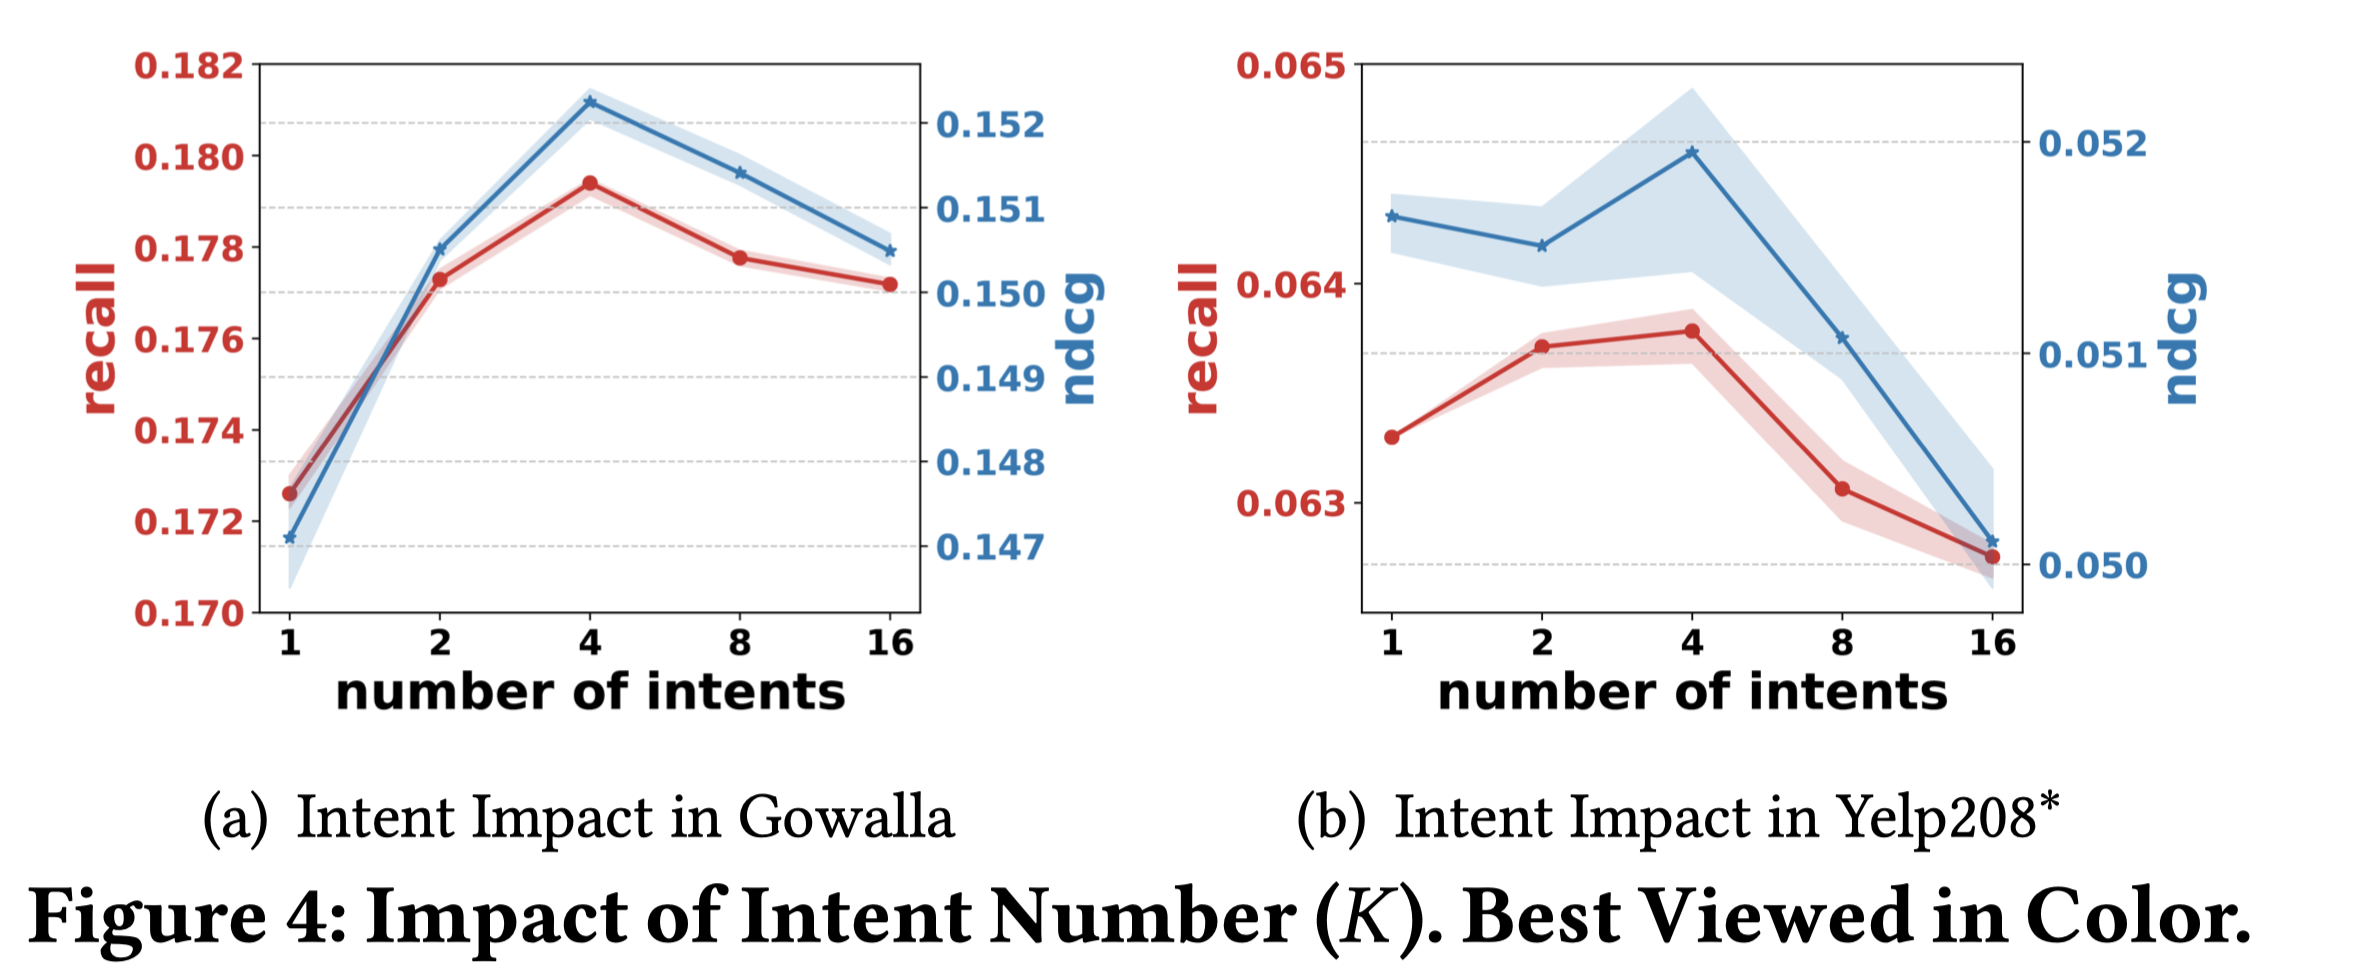 0.182
0.180
0.178
0.176
0.174
0.172
0.170
recall
0.152
0.151
0.150
0.149
0.148
0.147
ndcg
1 2 4 8 16
number of intents
0.065
0.064
0.063
recall
0.052
0.051
0.050
ndcg
1 2 4 8 16
number of intents
(a) Intent Impact in Gowalla
(b) Intent Impact in Yelp208*
Figure 4: Impact of Intent Number (K). Best Viewed in Color.